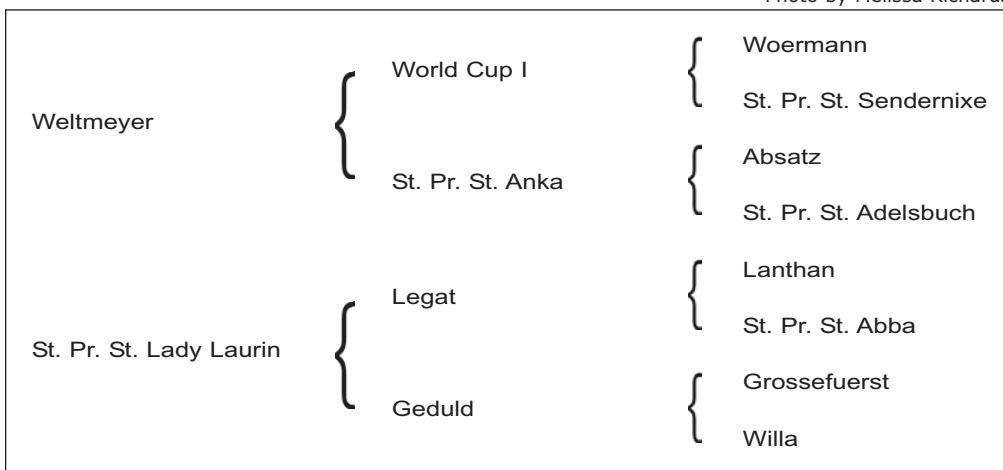 World Cup I
Woermann
St. Pr. St. Sendernixe
Weltmeyer
St. Pr. St. Anka
Absatz
St. Pr. St. Adelsbuch
Legat
Lanthan
St. Pr. St. Abba
St. Pr. St. Lady Laurin
Geduld
Grossefuerst
Willa